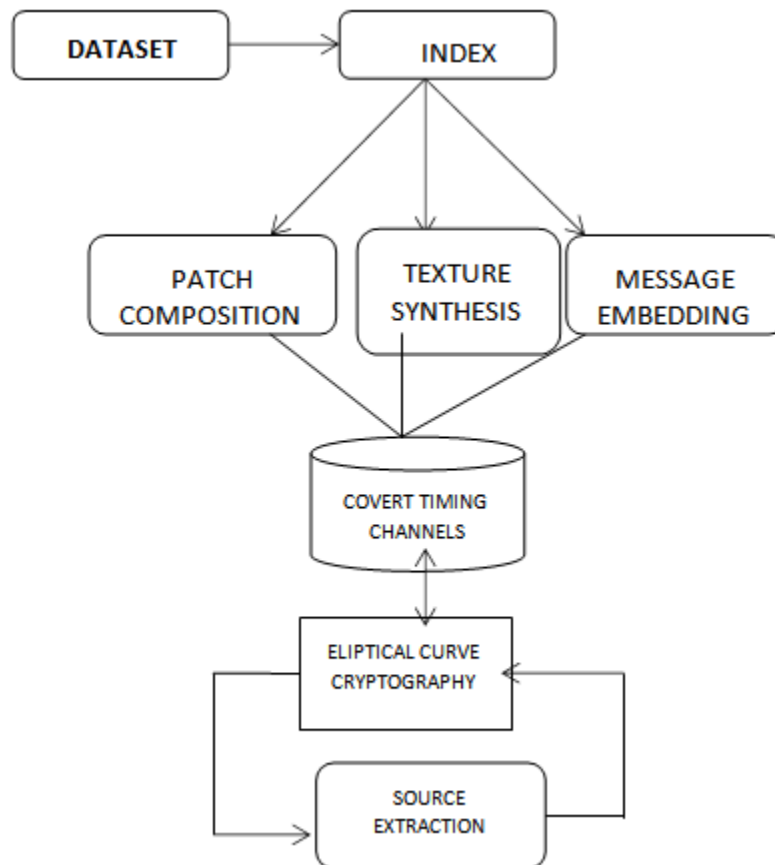 DATASET
INDEX
PATCH
COMPOSITION
TEXTURE
SYNTHESIS
MESSAGE
EMBEDDING
COVERT TIMING
CHANNELS
ELIPTICAL CURVE
CRYPTOGRAPHY
SOURCE
EXTRACTION